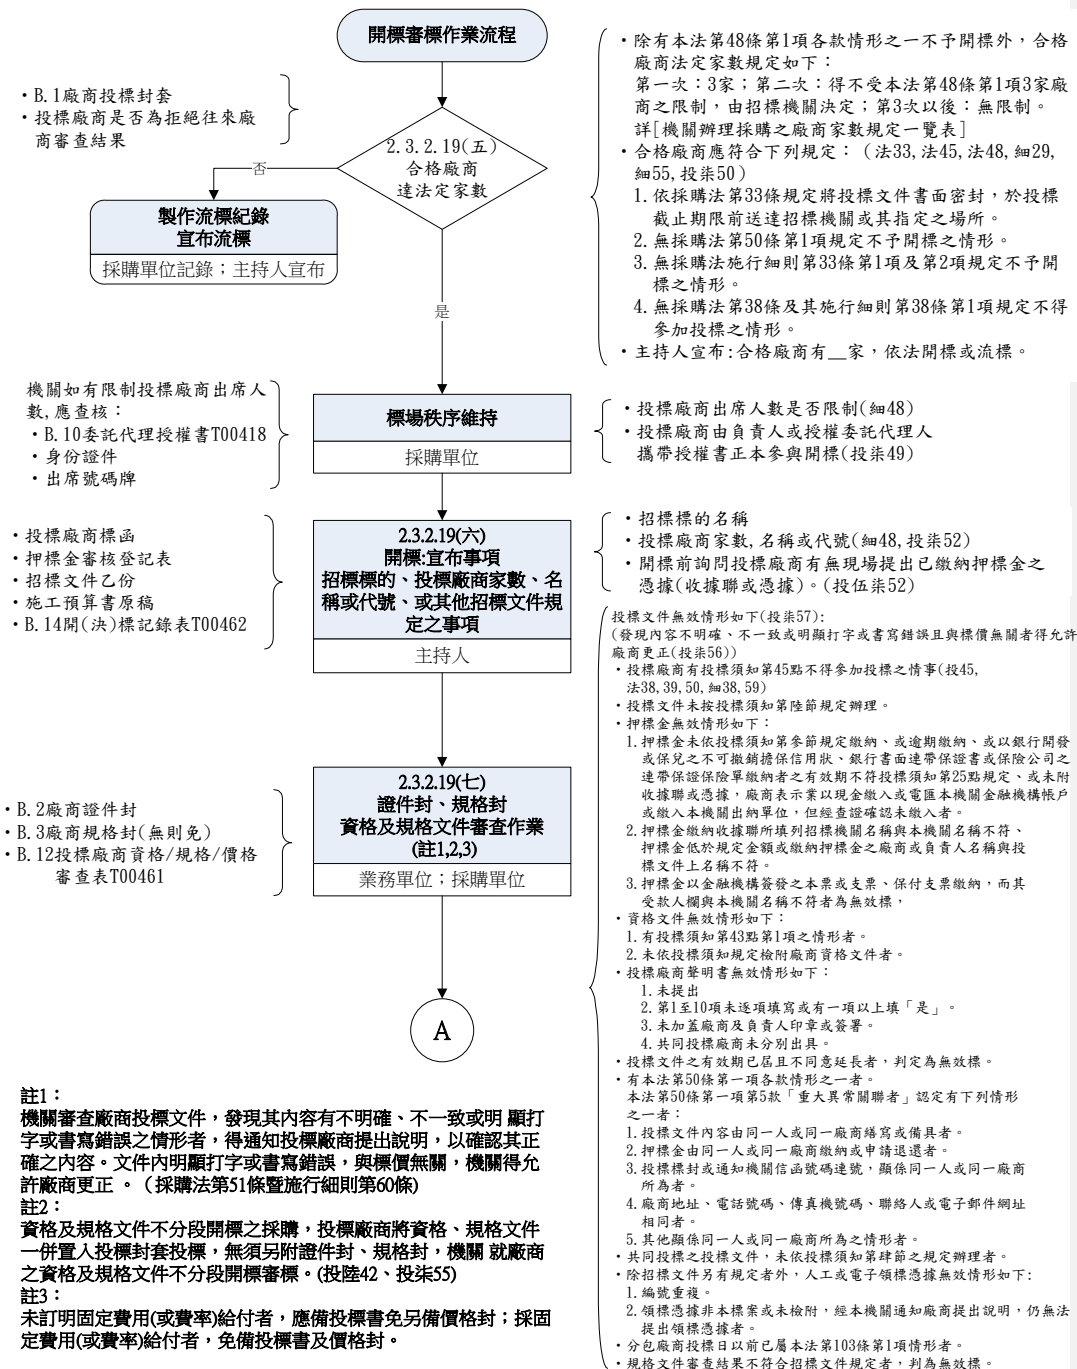 開標審標作業流程
・B.1廠商投標封套
・投標廠商是否為拒絕往來廠
商審查結果
2.3.2.19(五)
合格廠商
達法定家數
否
製作流標紀錄
宣布流標
採購單位記錄；主持人宣布
是
・除有本法第48條第1項各款情形之一不予開標外，合格
廠商法定家數規定如下：
第一次：3家；第二次：得不受本法第48條第1項3家廠
商之限制，由招標機關決定；第3次以後：無限制。
詳[機關辦理採購之廠商家數規定一覽表]
・合格廠商應符合下列規定：（法33,法45,法48,細29,
細55,投柒50）
1.依採購法第33條規定將投標文件書面密封，於投標
截止期限前送達招標機關或其指定之場所。
2.無採購法第50條第1項規定不予開標之情形。
3.無採購法施行細則第33條第1項及第2項規定不予開
標之情形。
4.無採購法第38條及其施行細則第38條第1項規定不得
參加投標之情形。
・主持人宣布:合格廠商有__家，依法開標或流標。
機關如有限制投標廠商出席人
數,應查核：
・B.10委託代理授權書T00418
・身份證件
・出席號碼牌
標場秩序維持
採購單位
・投標廠商出席人數是否限制(細48)
・投標廠商由負責人或授權委託代理人
攜帶授權書正本參與開標(投柒49)
・投標廠商標函
・押標金審核登記表
・招標文件乙份
・施工預算書原稿
・B.14開(決)標記錄表T00462
2.3.2.19(六)
開標:宣布事項
招標標的、投標廠商家數、名
稱或代號、或其他招標文件規
定之事項
主持人
・招標標的名稱
・投標廠商家數,名稱或代號(細48,投柒52)
・開標前詢問投標廠商有無現場提出已繳納押標金之
憑據(收據聯或憑據)。(投伍柒52)
・B.2廠商證件封
・B.3廠商規格封(無則免)
・B.12投標廠商資格/規格/價格
審查表T00461
2.3.2.19(七)
證件封、規格封
資格及規格文件審查作業
(註1,2,3)
業務單位；採購單位
A
投標文件無效情形如下(投柒57):
(發現內容不明確、不一致或明顯打字或書寫錯誤且與標價無關者得允許
廠商更正(投柒56))
・投標廠商有投標須知第45點不得參加投標之情事(投45,
法38,39,50,細38,59)
・投標文件未按投標須知第陸節規定辦理。
・押標金無效情形如下：
1.押標金未依投標須知第參節規定繳納、或逾期繳納、或以銀行開發
或保兌之不可撤銷擔保信用狀、銀行書面連帶保證書或保險公司之
連帶保證保險單繳納者之有效期不符投標須知第25點規定、或未附
收據聯或憑據，廠商表示業以現金繳入或電匯本機關金融機構帳戶
或繳入本機關出納單位，但經查證確認未繳入者。
2.押標金繳納收據聯所填列招標機關名稱與本機關名稱不符、
押標金低於規定金額或繳納押標金之廠商或負責人名稱與投
標文件上名稱不符。
3.押標金以金融機構簽發之本票或支票、保付支票繳納，而其
受款人欄與本機關名稱不符者為無效標，
・資格文件無效情形如下：
1.有投標須知第43點第1項之情形者。
2.未依投標須知規定檢附廠商資格文件者。
・投標廠商聲明書無效情形如下：
1.未提出
2.第1至10項未逐項填寫或有一項以上填「是」。
3.未加蓋廠商及負責人印章或簽署。
4.共同投標廠商未分別出具。
・投標文件之有效期已屆且不同意延長者，判定為無效標。
・有本法第50條第一項各款情形之一者。
本法第50條第一項第5款「重大異常關聯者」認定有下列情形
之一者：
1.投標文件內容由同一人或同一廠商繕寫或備具者。
2.押標金由同一人或同一廠商繳納或申請退還者。
3.投標標封或通知機關信函號碼連號，顯係同一人或同一廠商
所為者。
4.廠商地址、電話號碼、傳真機號碼、聯絡人或電子郵件網址
相同者。
5.其他顯係同一人或同一廠商所為之情形者。
・共同投標之投標文件，未依投標須知第肆節之規定辦理者。
・除招標文件另有規定者外，人工或電子領標憑據無效情形如下:
1.編號重複。
2.領標憑據非本標案或未檢附，經本機關通知廠商提出說明，仍無法
提出領標憑據者。
・分包廠商投標日以前已屬本法第103條第1項情形者。
・規格文件審查結果不符合招標文件規定者，判為無效標。
註1：
機關審查廠商投標文件，發現其內容有不明確、不一致或明 顯打
字或書寫錯誤之情形者，得通知投標廠商提出說明，以確認其正
確之內容。文件內明顯打字或書寫錯誤，與標價無關，機關得允
許廠商更正 。（採購法第51條暨施行細則第60條)
註2：
資格及規格文件不分段開標之採購，投標廠商將資格、規格文件
一併置入投標封套投標，無須另附證件封、規格封，機關 就廠商
之資格及規格文件不分段開標審標。(投陸42、投柒55)
註3：
未訂明固定費用(或費率)給付者，應備投標書免另備價格封；採固
定費用(或費率)給付者，免備投標書及價格封。